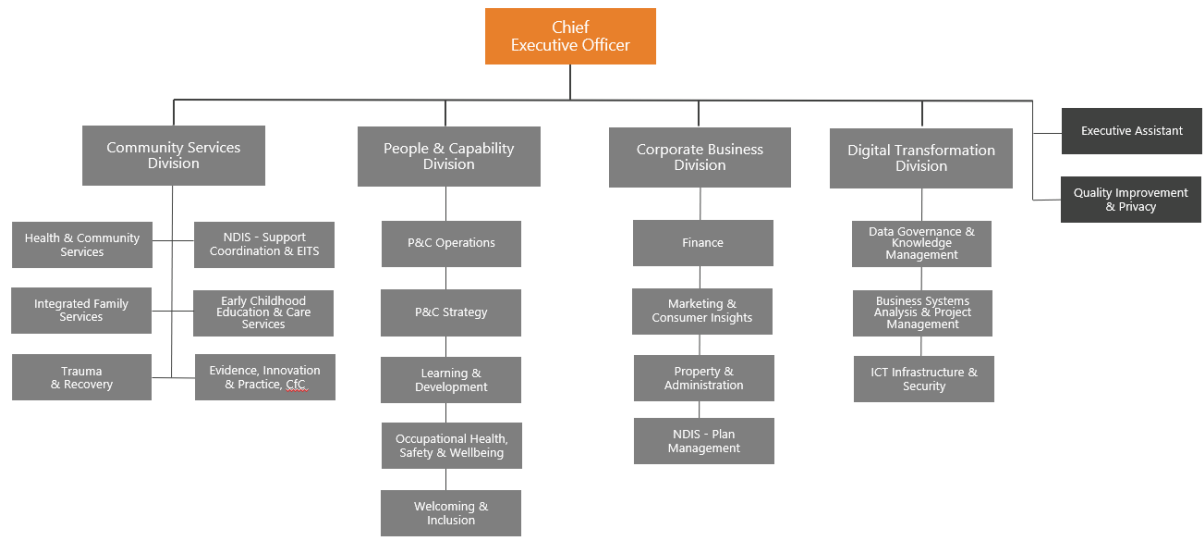 Chief
Executive Officer
Community Services
Division
People & Capability
Division
Corporate Business
Division
Digital Transformation
Division
Executive Assistant
Quality Improvement
& Privacy
Health & Community
Services
NDIS - Support
Coordination & EITS
Integrated Family
Services
Early Childhood
Education & Care
Services
Trauma
& Recovery
Evidence, Innovation
& Practice, CfC
P&C Operations
P&C Strategy
Learning &
Development
Occupational Health,
Safety & Wellbeing
Welcoming &
Inclusion
Finance
Marketing &
Consumer Insights
Property &
Administration
NDIS - Plan
Management
Data Governance &
Knowledge
Management
Business Systems
Analysis & Project
Management
ICT Infrastructure &
Security